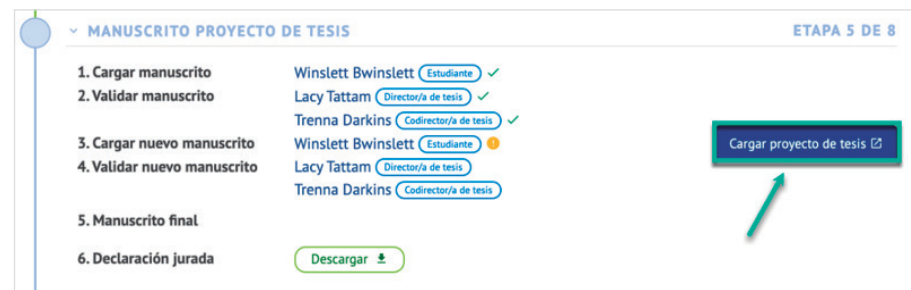 MANUSCRITO PROYECTO DE TESIS ETAPA 5 DE 8
1. Cargar manuscrito Winslett Bwinslett Estudiante
2. Validar manuscrito Lacy Tattam Director/a de tesis
Trenna Darkins Codirector/a de tesis
3. Cargar nuevo manuscrito Winslett Bwinslett Estudiante Cargar proyecto de tesis
4. Validar nuevo manuscrito Lacy Tattam Director/a de tesis
Trenna Darkins Codirector/a de tesis
5. Manuscrito final
6. Declaración jurada Descargar